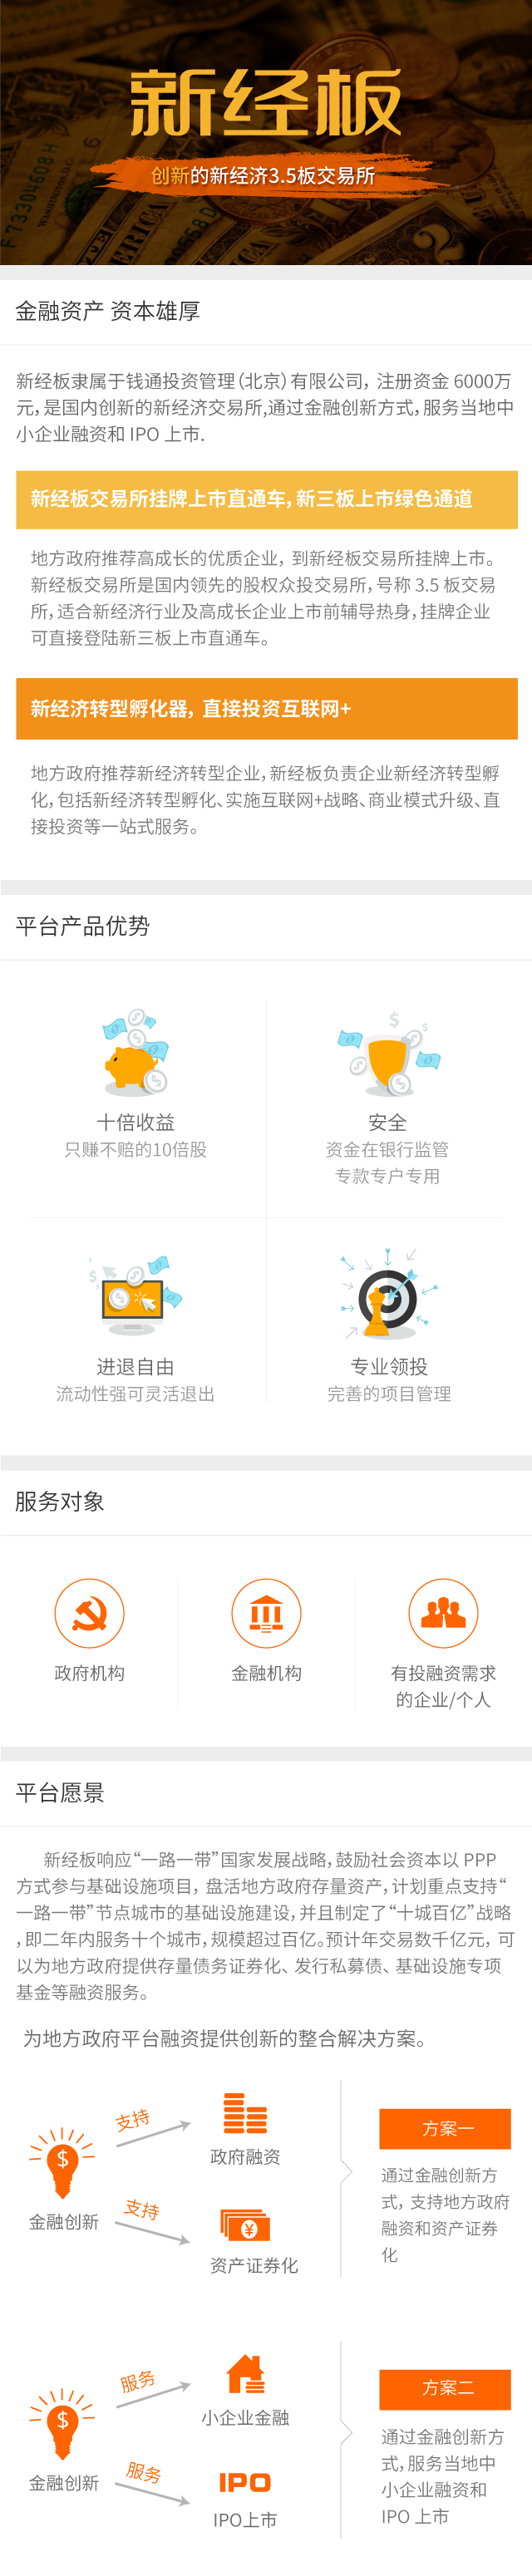 新经板
创新的新经济3.5板交易所
金融资产 资本雄厚
新经板隶属于钱通投资管理（北京）有限公司，注册资金 6000万
元，是国内创新的新经济交易所,通过金融创新方式，服务当地中
小企业融资和 IPO 上市.
新经板交易所挂牌上市直通车，新三板上市绿色通道
地方政府推荐高成长的优质企业，到新经板交易所挂牌上市。
新经板交易所是国内领先的股权众投交易所，号称 3.5 板交易
所，适合新经济行业及高成长企业上市前辅导热身，挂牌企业
可直接登陆新三板上市直通车。
新经济转型孵化器，直接投资互联网+
地方政府推荐新经济转型企业，新经板负责企业新经济转型孵
化，包括新经济转型孵化、实施互联网+战略、商业模式升级、直
接投资等一站式服务。
平台产品优势
十倍收益
只赚不赔的10倍股
安全
资金在银行监管
专款专户专用
进退自由
流动性强可灵活退出
专业领投
完善的项目管理
服务对象
政府机构
金融机构
有投融资需求
的企业/个人
平台愿景
新经板响应“一路一带”国家发展战略，鼓励社会资本以 PPP
方式参与基础设施项目，盘活地方政府存量资产，计划重点支持“
一路一带”节点城市的基础设施建设，并且制定了“十城百亿”战略
，即二年内服务十个城市，规模超过百亿。预计年交易数千亿元，可
以为地方政府提供存量债务证券化、发行私募债、基础设施专项
基金等融资服务。
为地方政府平台融资提供创新的整合解决方案。
支持
政府融资
金融创新
支持
资产证券化
方案一
通过金融创新方
式，支持地方政府
融资和资产证券
化
服务
小企业金融
金融创新
服务
IPO
IPO上市
方案二
通过金融创新方
式，服务当地中
小企业融资和
IPO 上市